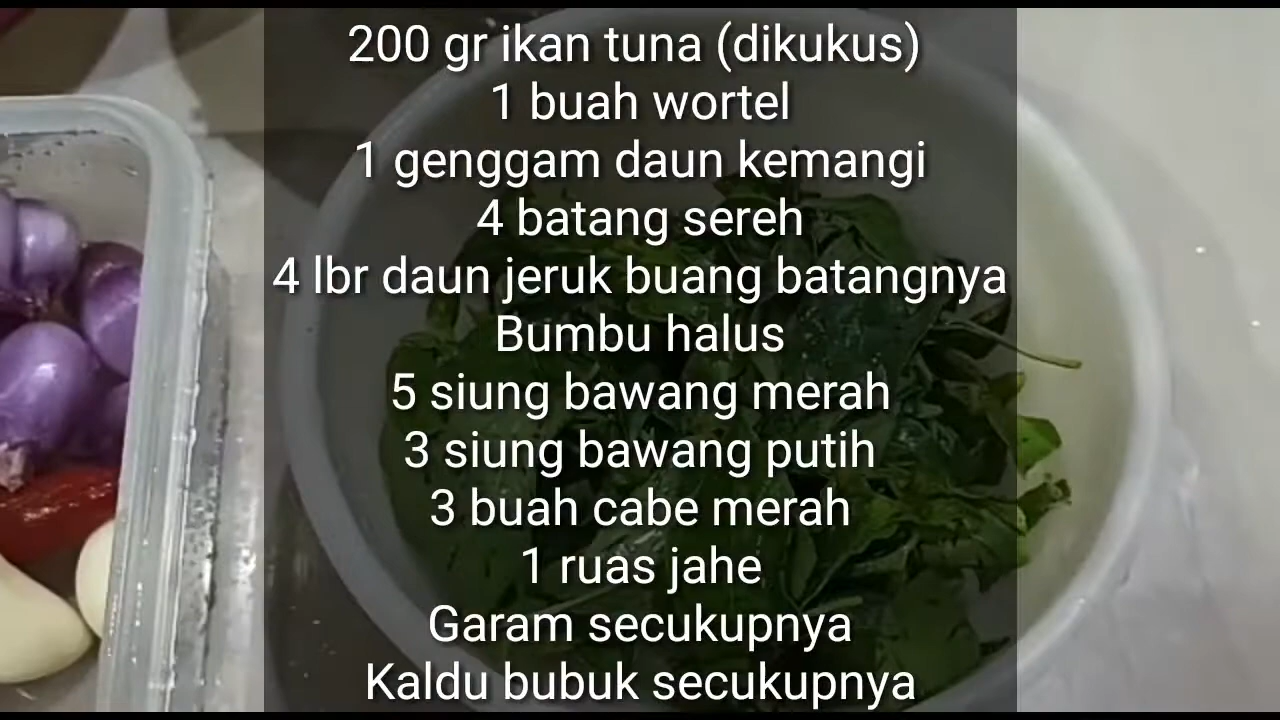 200 gr ikan tuna (dikukus)
1 buah wortel
1 genggam daun kemangi
4 batang sereh
4 lbr daun jeruk buang batangnya
Bumbu halus
5 siung bawang merah
3 siung bawang putih
3 buah cabe merah
1 ruas jahe
Garam secukupnya
Kaldu bubuk secukupnya